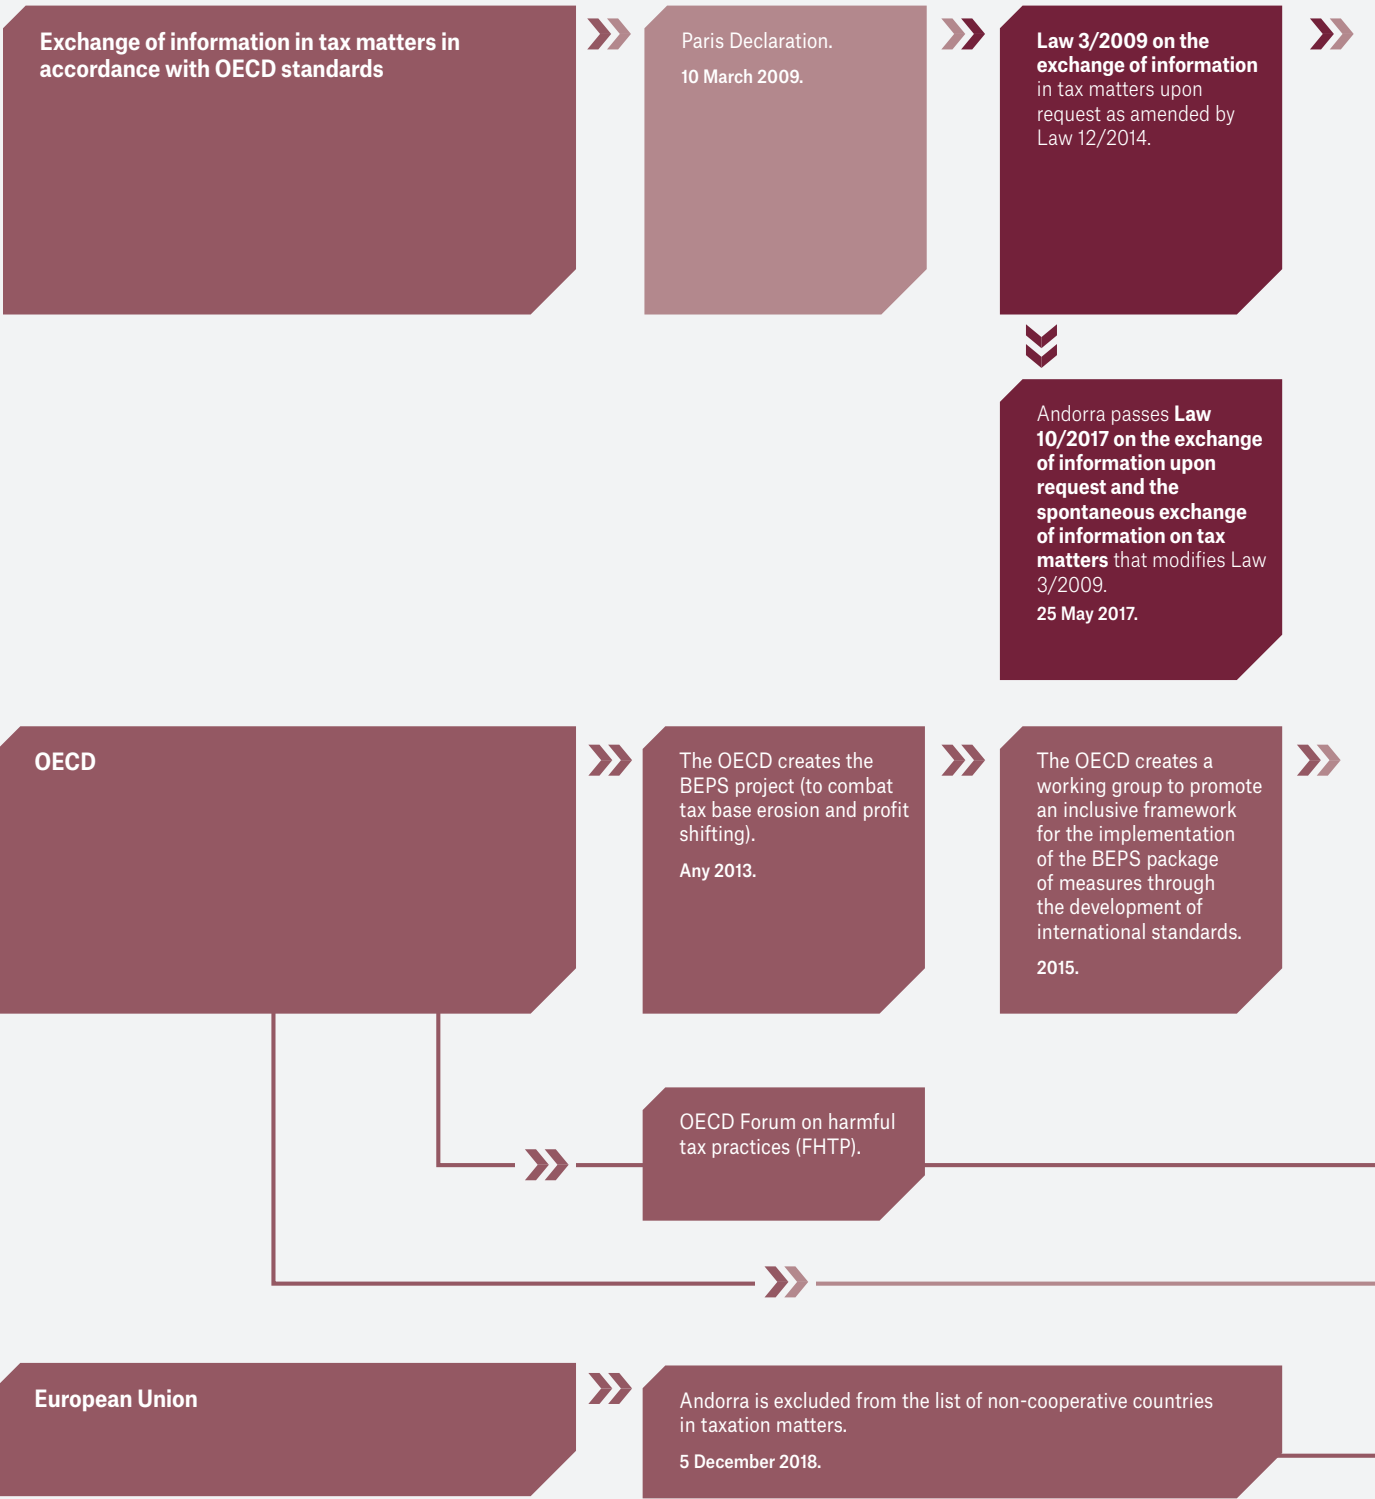 Exchange of information in tax matters in
accordance with OECD standards
Paris Declaration.
10 March 2009.
Law 3/2009 on the
exchange of information
in tax matters upon
request as amended by
Law 12/2014.
Andorra passes Law
10/2017 on the exchange
of information upon
request and the
spontaneous exchange
of information on tax
matters that modifies Law
3/2009.
25 May 2017.
OECD
The OECD creates the
BEPS project (to combat
tax base erosion and profit
shifting).
Any 2013.
The OECD creates a
working group to promote
an inclusive framework
for the implementation
of the BEPS package
of measures through
the development of
international standards.
2015.
OECD Forum on harmful
tax practices (FHTP).
European Union
Andorra is excluded from the list of non-cooperative countries
in taxation matters.
5 December 2018.